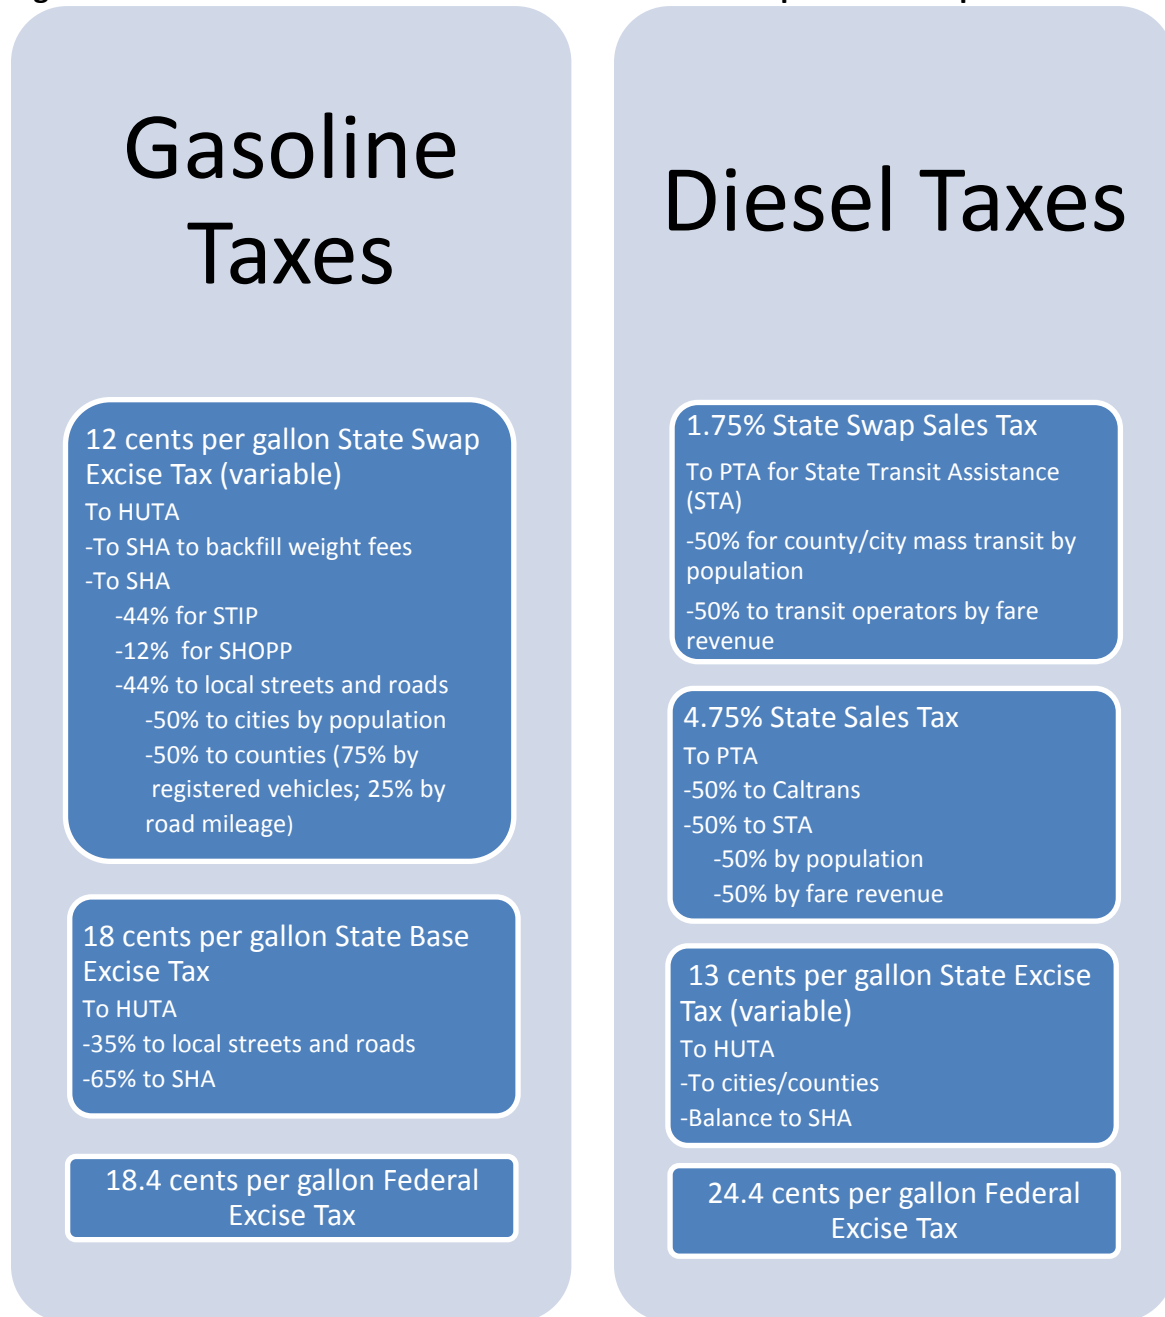 Gasoline
Taxes
12 cents per gallon State Swap
Excise Tax (variable)
To HUTA
-To SHA to backfill weight fees
-To SHA
-44% for STIP
-12%  for SHOPP
-44% to local streets and roads
-50% to cities by population
-50% to counties (75% by
registered vehicles; 25% by
road mileage)
18 cents per gallon State Base
Excise Tax
To HUTA
-35% to local streets and roads
-65% to SHA
18.4 cents per gallon Federal
Excise Tax
Diesel Taxes
1.75% State Swap Sales Tax
To PTA for State Transit Assistance
(STA)
-50% for county/city mass transit by
population
-50% to transit operators by fare
revenue
4.75% State Sales Tax
To PTA
-50% to Caltrans
-50% to STA
-50% by population
-50% by fare revenue
13 cents per gallon State Excise
Tax (variable)
To HUTA
-To cities/counties
-Balance to SHA
24.4 cents per gallon Federal
Excise Tax